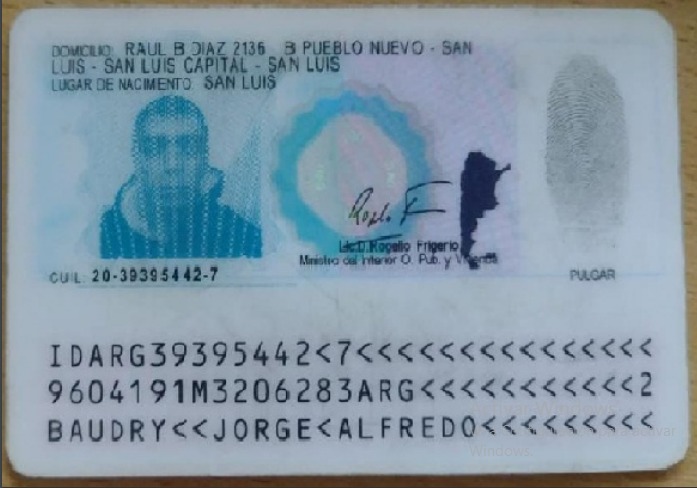 DOMICILIO: RAUL B DIAZ 2136 B PUEBLO NUEVO - SAN
LUIS - SAN LUIS CAPITAL - SAN LUIS
LUGAR DE NACIMIENTO: SAN LUIS
Lic. D. Rogelio Frigerio
Ministro del Interior O. Pub. y Vivienda
CUIL: 20-39395442-7
PULGAR
IDARG39395442<7<<<<<<<<<<<<<<<
9604191M3206283ARG<<<<<<<<<<<2
BAUDRY<<JORGE<ALFREDO<<<<<<<<<
Windows.